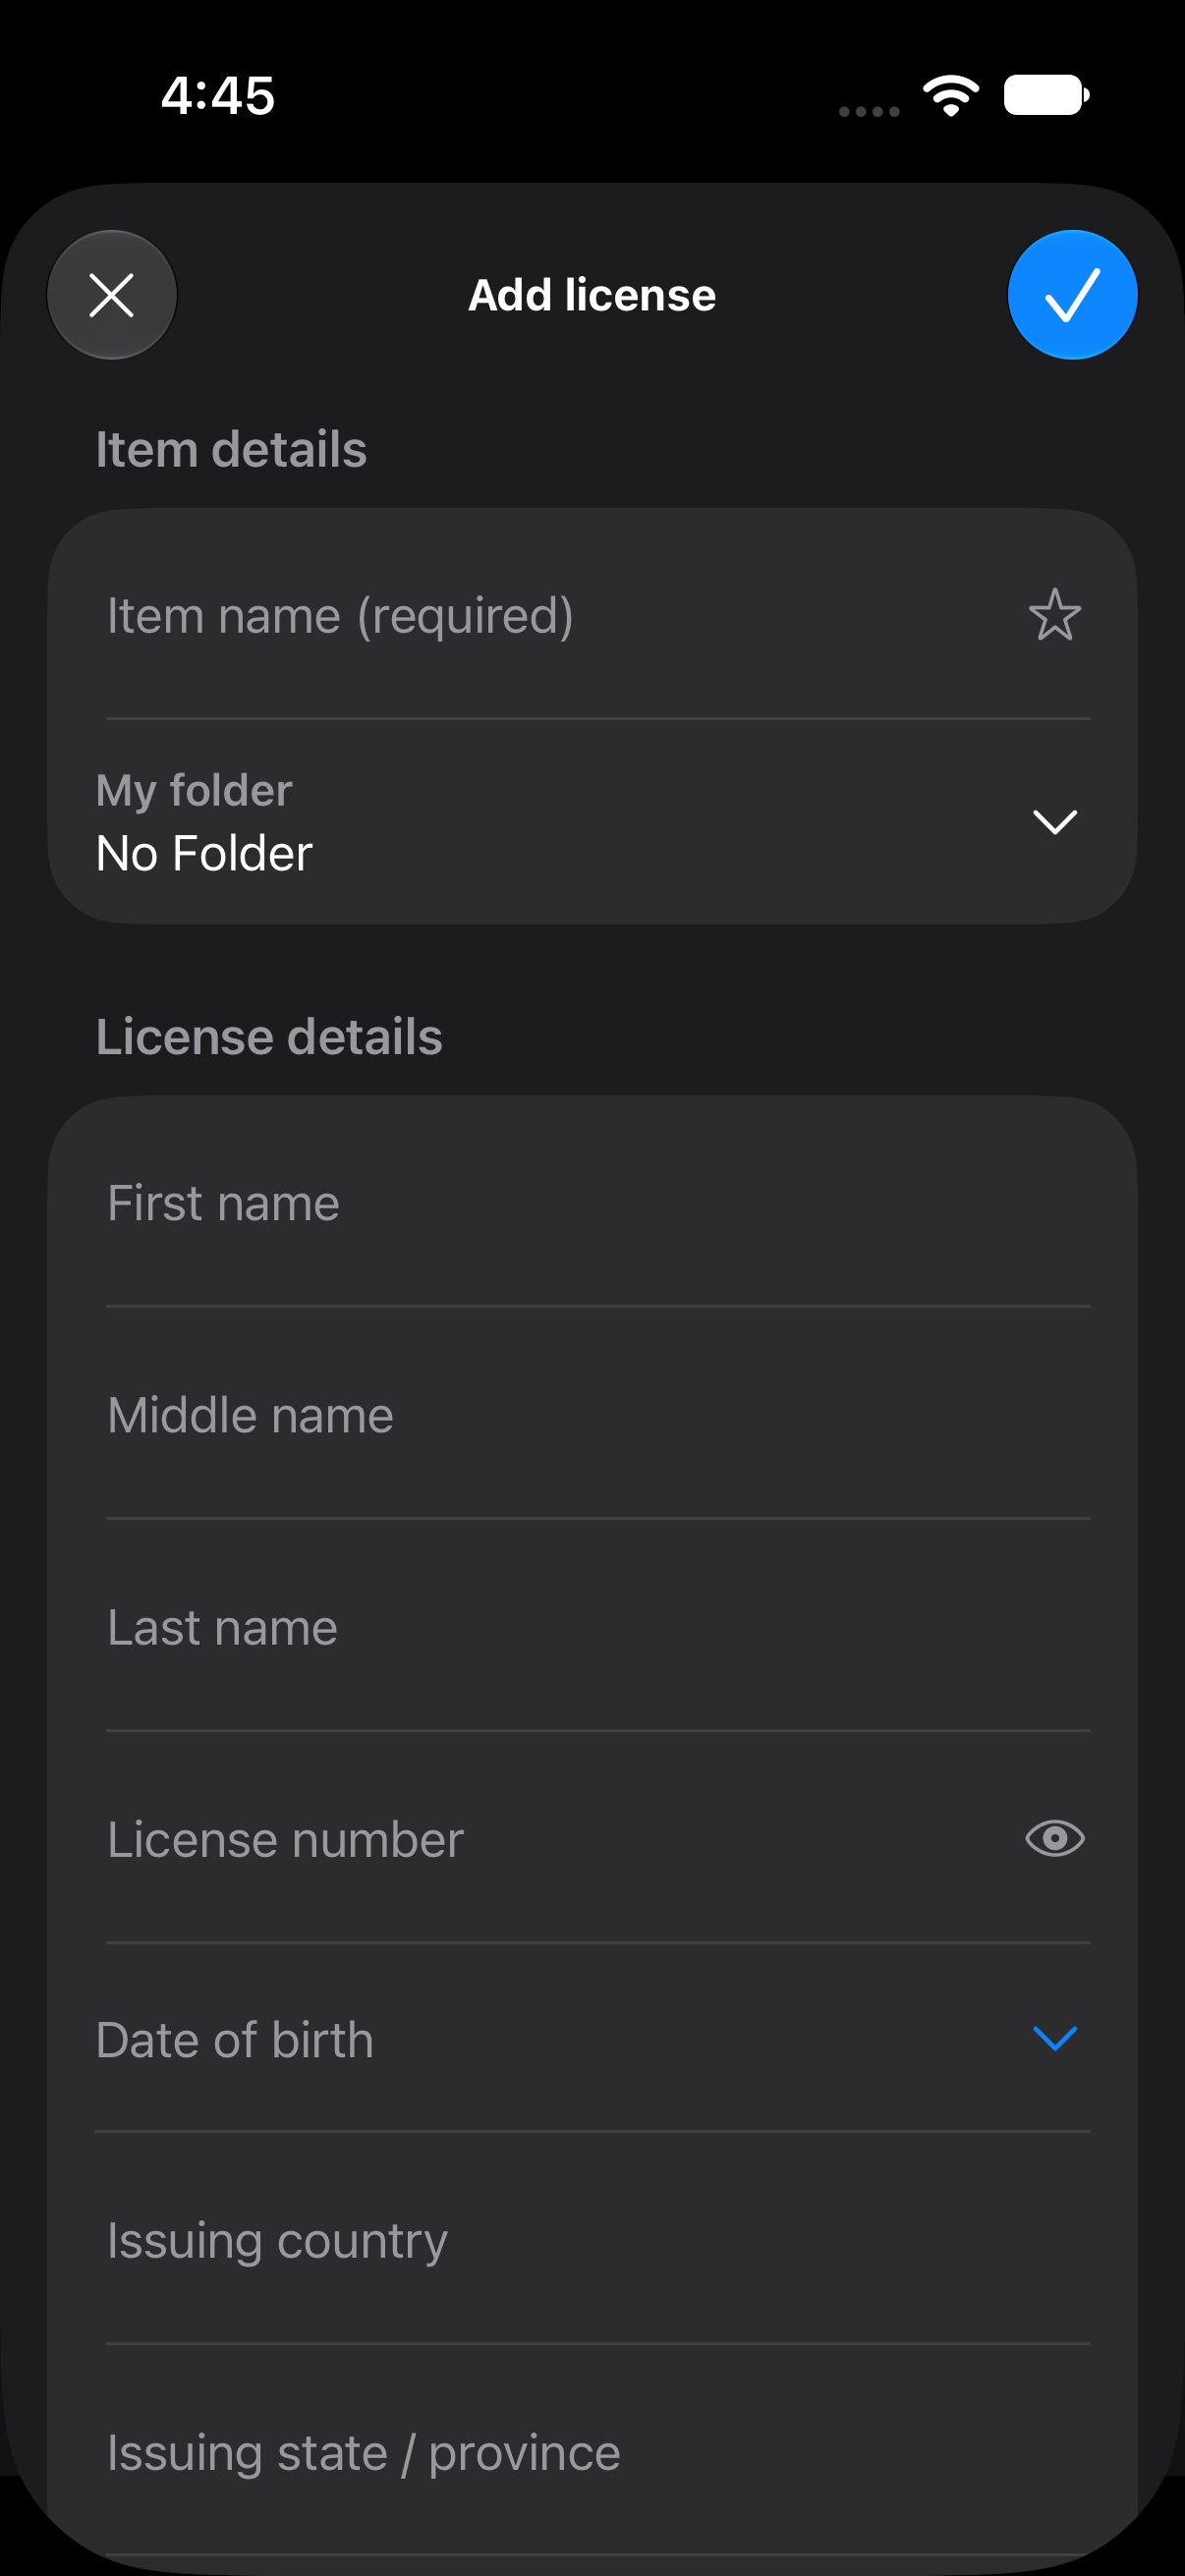 4:45
Add license
Item details
Item name (required)
My folder
No Folder
License details
First name
Middle name
Last name
License number
Date of birth
Issuing country
Issuing state / province